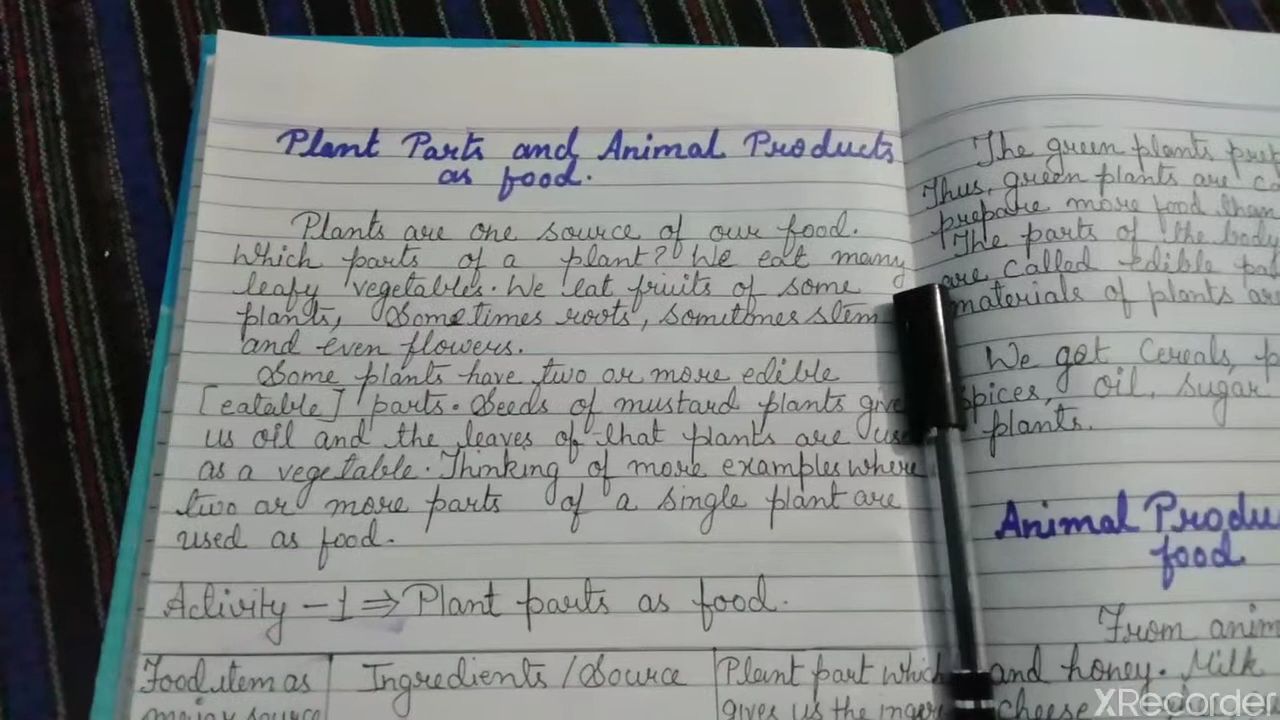 Plant Parts and Animal Products
as food.
Plants are one source of our food.
Which parts of a plant? We eat many
leafy vegetables. We eat fruits of some
plants, Sometimes roots, sometimes stem
and even flowers.
Some plants have two or more edible
[eatable] parts. Seeds of mustard plants give
us oil and the leaves of that plants are
as a vegetable. Thinking of more examples where
two or more parts of a single plant are
used as food.
Activity - 1 ⇒ Plant parts as food.
Food item as
major source
Ingredients / Source
Plant part which
gives us the
The green plants
Thus, green plants are
prepare more food than
The parts of the body
are called edible
materials of plants
We get Cereals,
spices, oil, sugar
plants.
Animal
food
From
and honey. Milk
cheese
XRecorder